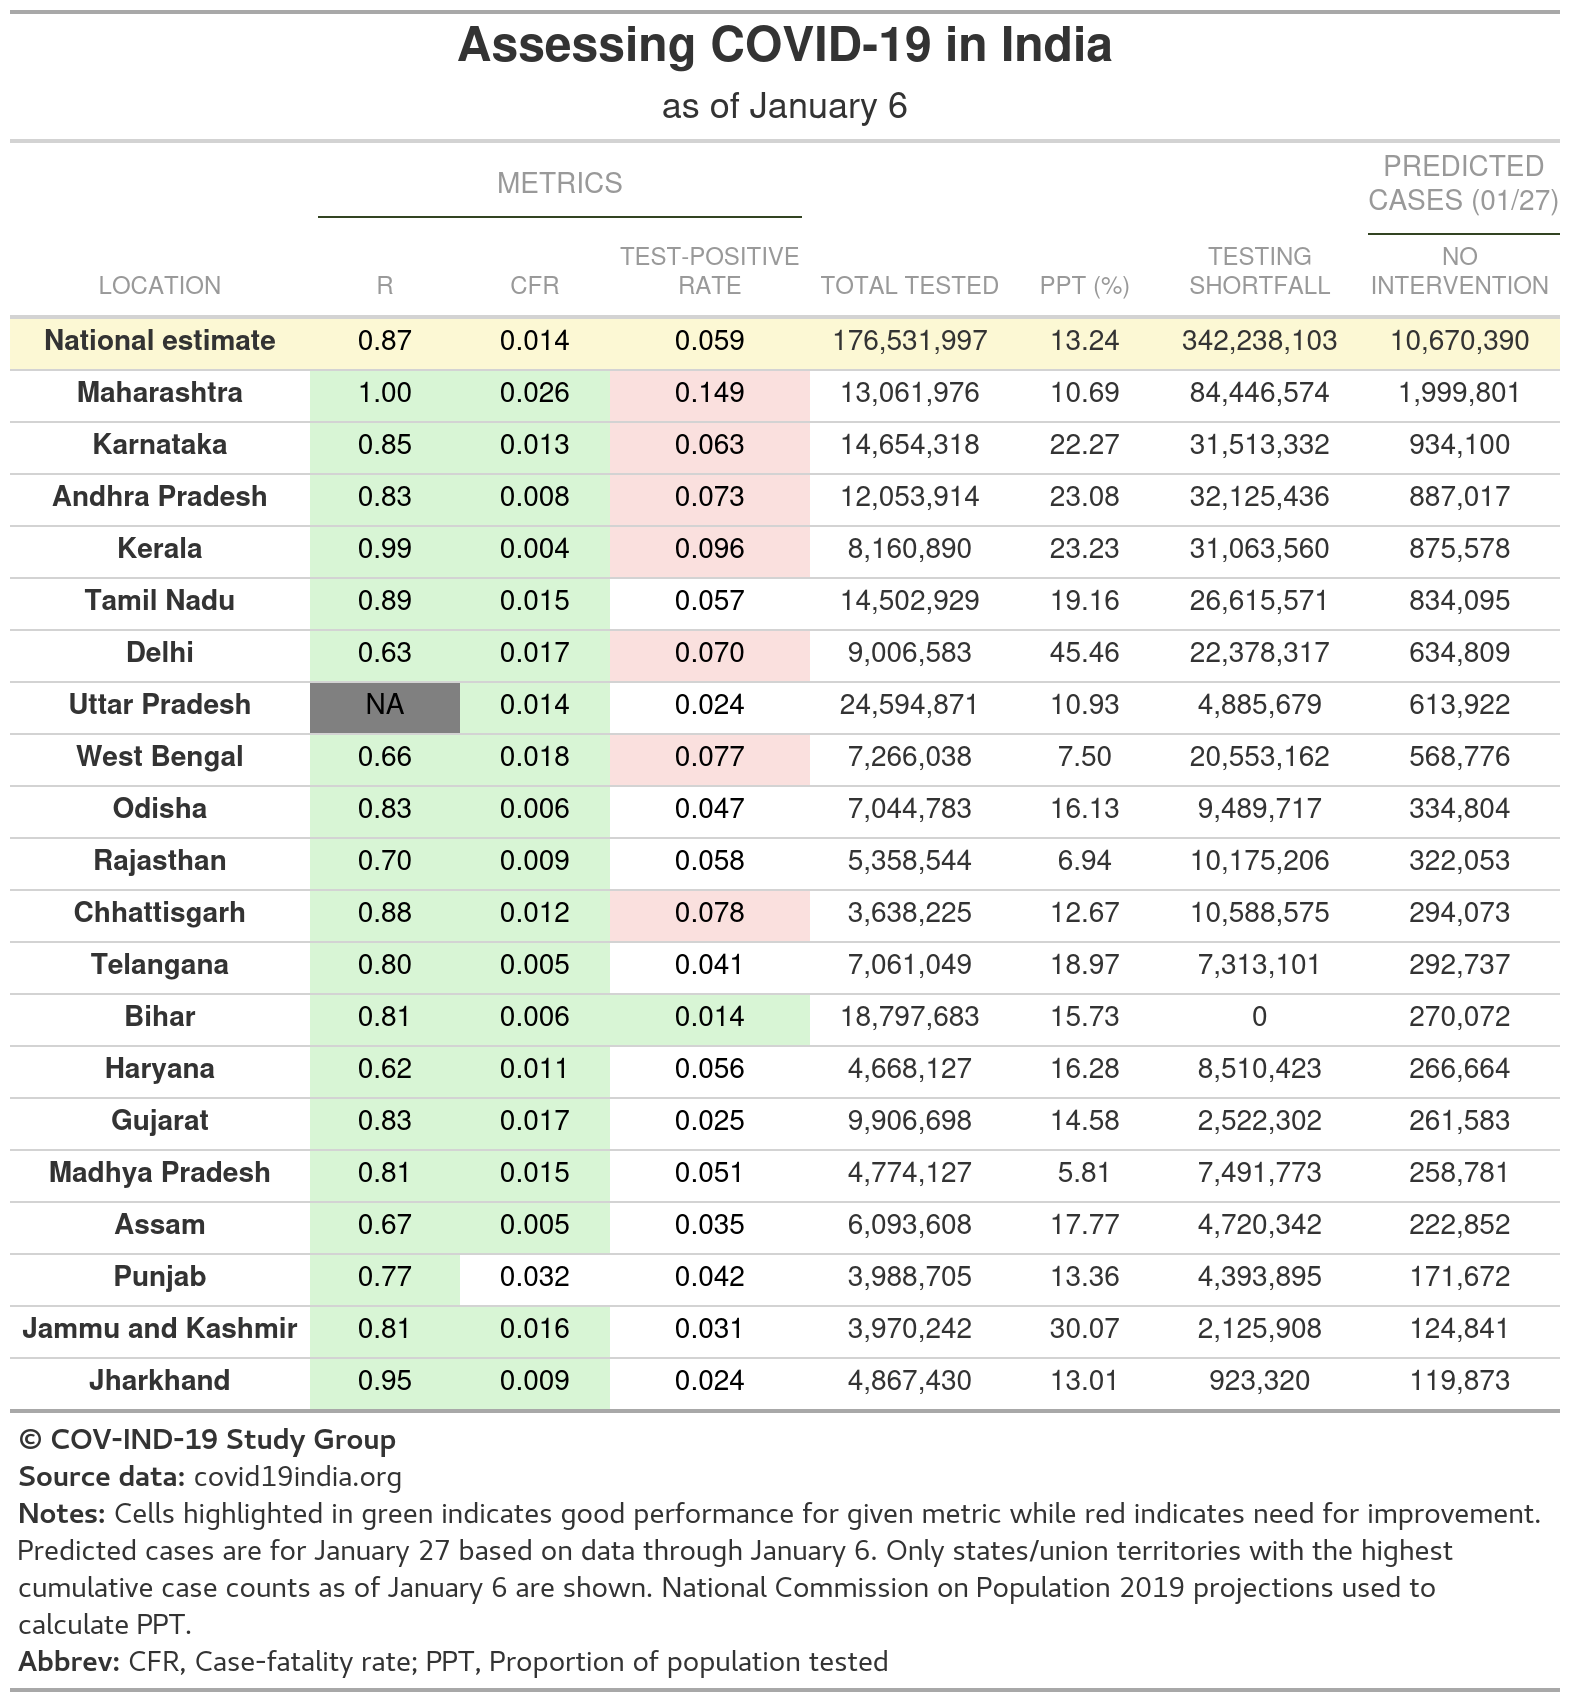 Assessing COVID-19 in India
as of January 6
METRICS
PREDICTED
CASES (01/27)
LOCATION R CFR TEST-POSITIVE RATE TOTAL TESTED PPT (%) TESTING SHORTFALL NO INTERVENTION
National estimate 0.87 0.014 0.059 176,531,997 13.24 342,238,103 10,670,390
Maharashtra 1.00 0.026 0.149 13,061,976 10.69 84,446,574 1,999,801
Karnataka 0.85 0.013 0.063 14,654,318 22.27 31,513,332 934,100
Andhra Pradesh 0.83 0.008 0.073 12,053,914 23.08 32,125,436 887,017
Kerala 0.99 0.004 0.096 8,160,890 23.23 31,063,560 875,578
Tamil Nadu 0.89 0.015 0.057 14,502,929 19.16 26,615,571 834,095
Delhi 0.63 0.017 0.070 9,006,583 45.46 22,378,317 634,809
Uttar Pradesh NA 0.014 0.024 24,594,871 10.93 4,885,679 613,922
West Bengal 0.66 0.018 0.077 7,266,038 7.50 20,553,162 568,776
Odisha 0.83 0.006 0.047 7,044,783 16.13 9,489,717 334,804
Rajasthan 0.70 0.009 0.058 5,358,544 6.94 10,175,206 322,053
Chhattisgarh 0.88 0.012 0.078 3,638,225 12.67 10,588,575 294,073
Telangana 0.80 0.005 0.041 7,061,049 18.97 7,313,101 292,737
Bihar 0.81 0.006 0.014 18,797,683 15.73 0 270,072
Haryana 0.62 0.011 0.056 4,668,127 16.28 8,510,423 266,664
Gujarat 0.83 0.017 0.025 9,906,698 14.58 2,522,302 261,583
Madhya Pradesh 0.81 0.015 0.051 4,774,127 5.81 7,491,773 258,781
Assam 0.67 0.005 0.035 6,093,608 17.77 4,720,342 222,852
Punjab 0.77 0.032 0.042 3,988,705 13.36 4,393,895 171,672
Jammu and Kashmir 0.81 0.016 0.031 3,970,242 30.07 2,125,908 124,841
Jharkhand 0.95 0.009 0.024 4,867,430 13.01 923,320 119,873
© COV-IND-19 Study Group
Source data: covid19india.org
Notes: Cells highlighted in green indicates good performance for given metric while red indicates need for improvement.
Predicted cases are for January 27 based on data through January 6. Only states/union territories with the highest
cumulative case counts as of January 6 are shown. National Commission on Population 2019 projections used to
calculate PPT.
Abbrev: CFR, Case-fatality rate; PPT, Proportion of population tested